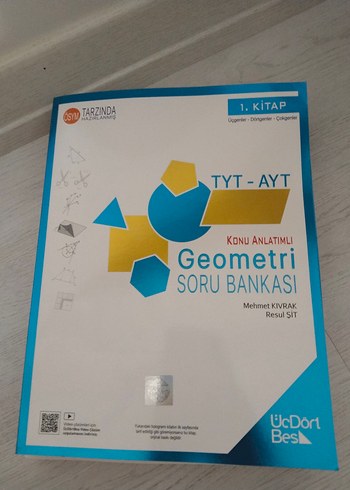 ÖSYM TARZINDA
HAZIRLANMIŞ
1. KİTAP
Üçgenler - Dörtgenler - Çokgenler
TYT - AYT
KONU ANLATIMLI
Geometri
SORU BANKASI
Mehmet KIVRAK
Resul ŞİT
ÜçDört
Beş